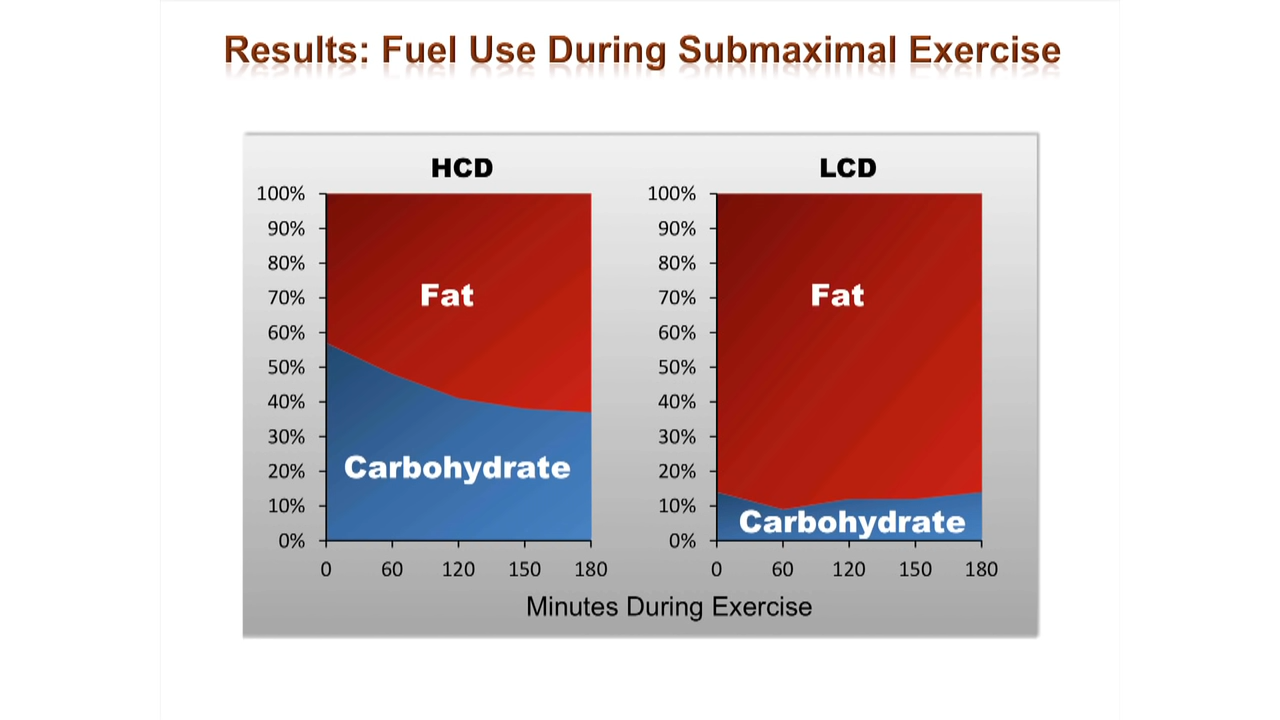 Results: Fuel Use During Submaximal Exercise
HCD
100%
90%
80%
70%
60%
50%
40%
30%
20%
10%
0%
Fat
Carbohydrate
0 60 120 150 180
LCD
100%
90%
80%
70%
60%
50%
40%
30%
20%
10%
0%
Fat
Carbohydrate
0 60 120 150 180
Minutes During Exercise